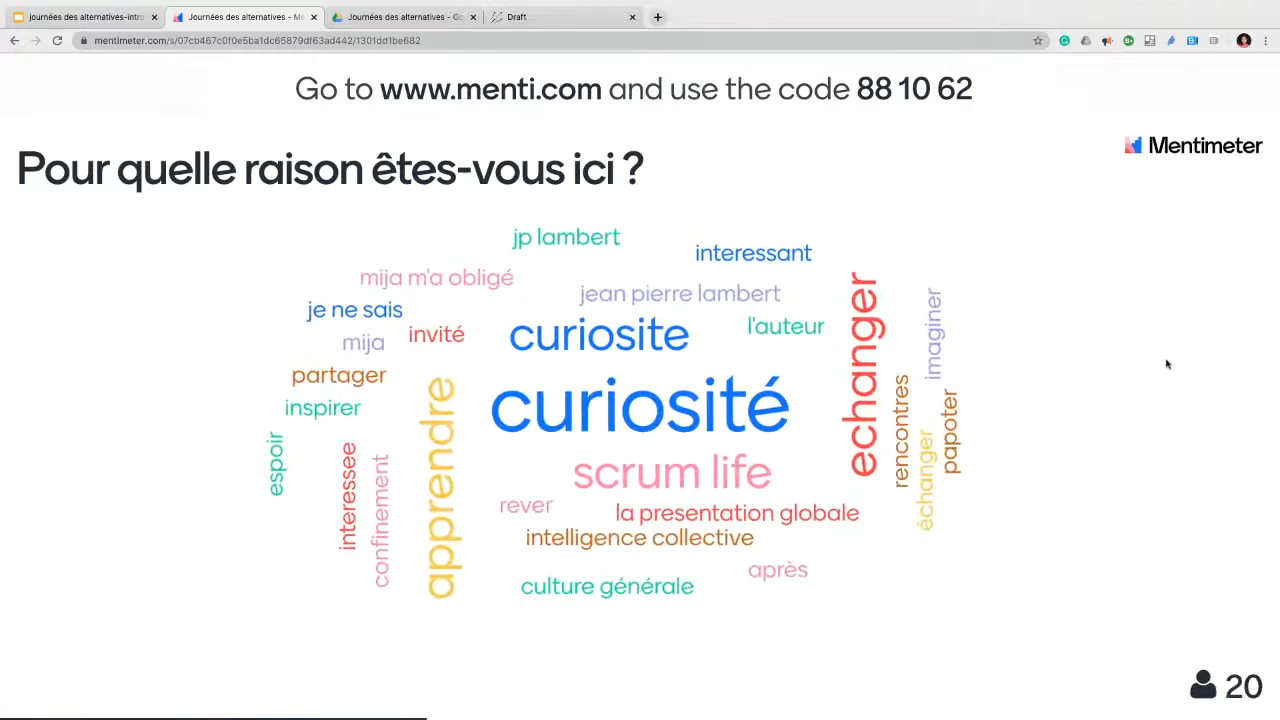 journées des alternatives-intro
Journées des alternatives - Me
Journées des alternatives - Go
Draft
mentimeter.com/s/07cb467c0f0e5ba1dc65879df63ad442/1301dd1be682
Go to www.menti.com and use the code 88 10 62
Mentimeter
Pour quelle raison êtes-vous ici ?
jp lambert
interessant
mija m'a obligé
jean pierre lambert
je ne sais
l'auteur
invité
curiosite
mija
echanger
imaginer
partager
curiosité
inspirer
apprendre
rencontres
papoter
espoir
interessee
confinement
scrum life
échanger
rever
la presentation globale
intelligence collective
après
culture générale
20